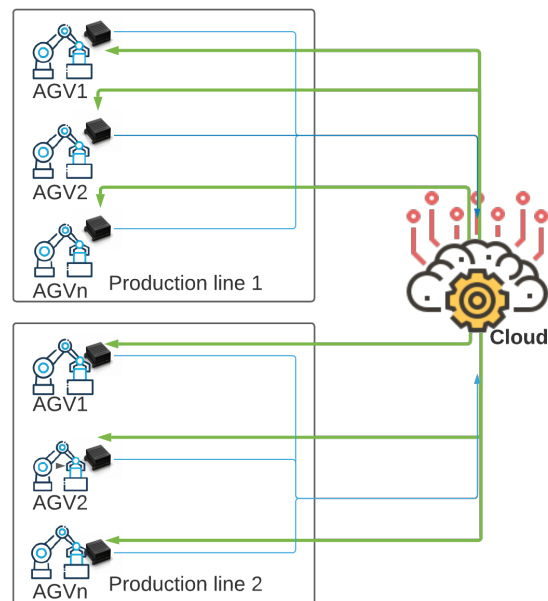 AGV1
AGV2
AGVn
Production line 1
Cloud
AGV1
AGV2
AGVn
Production line 2